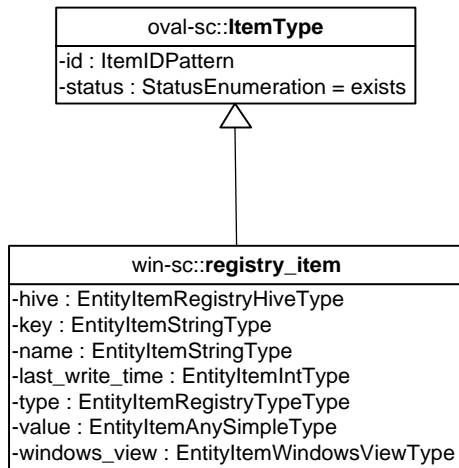 oval-sc::ItemType
-id : ItemIDPattern
-status : StatusEnumeration = exists
win-sc::registry_item
-hive : EntityItemRegistryHiveType
-key : EntityItemStringType
-name : EntityItemStringType
-last_write_time : EntityItemIntType
-type : EntityItemRegistryTypeType
-value : EntityItemAnySimpleType
-windows_view : EntityItemWindowsViewType